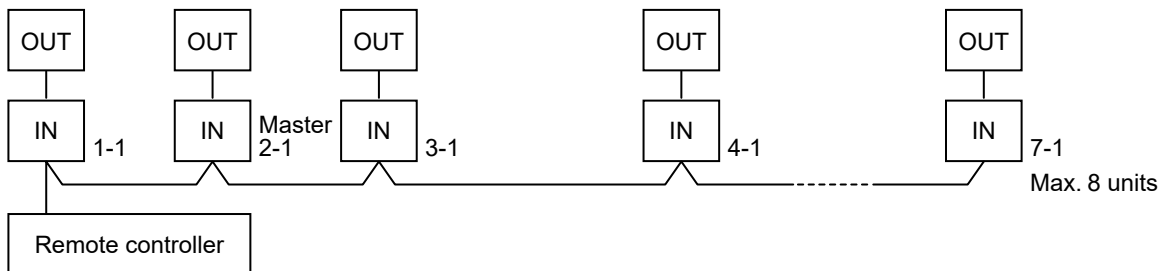 OUT OUT OUT OUT OUT
IN IN IN IN IN
Master
1-1 2-1 3-1 4-1 7-1
Max. 8 units
Remote controller